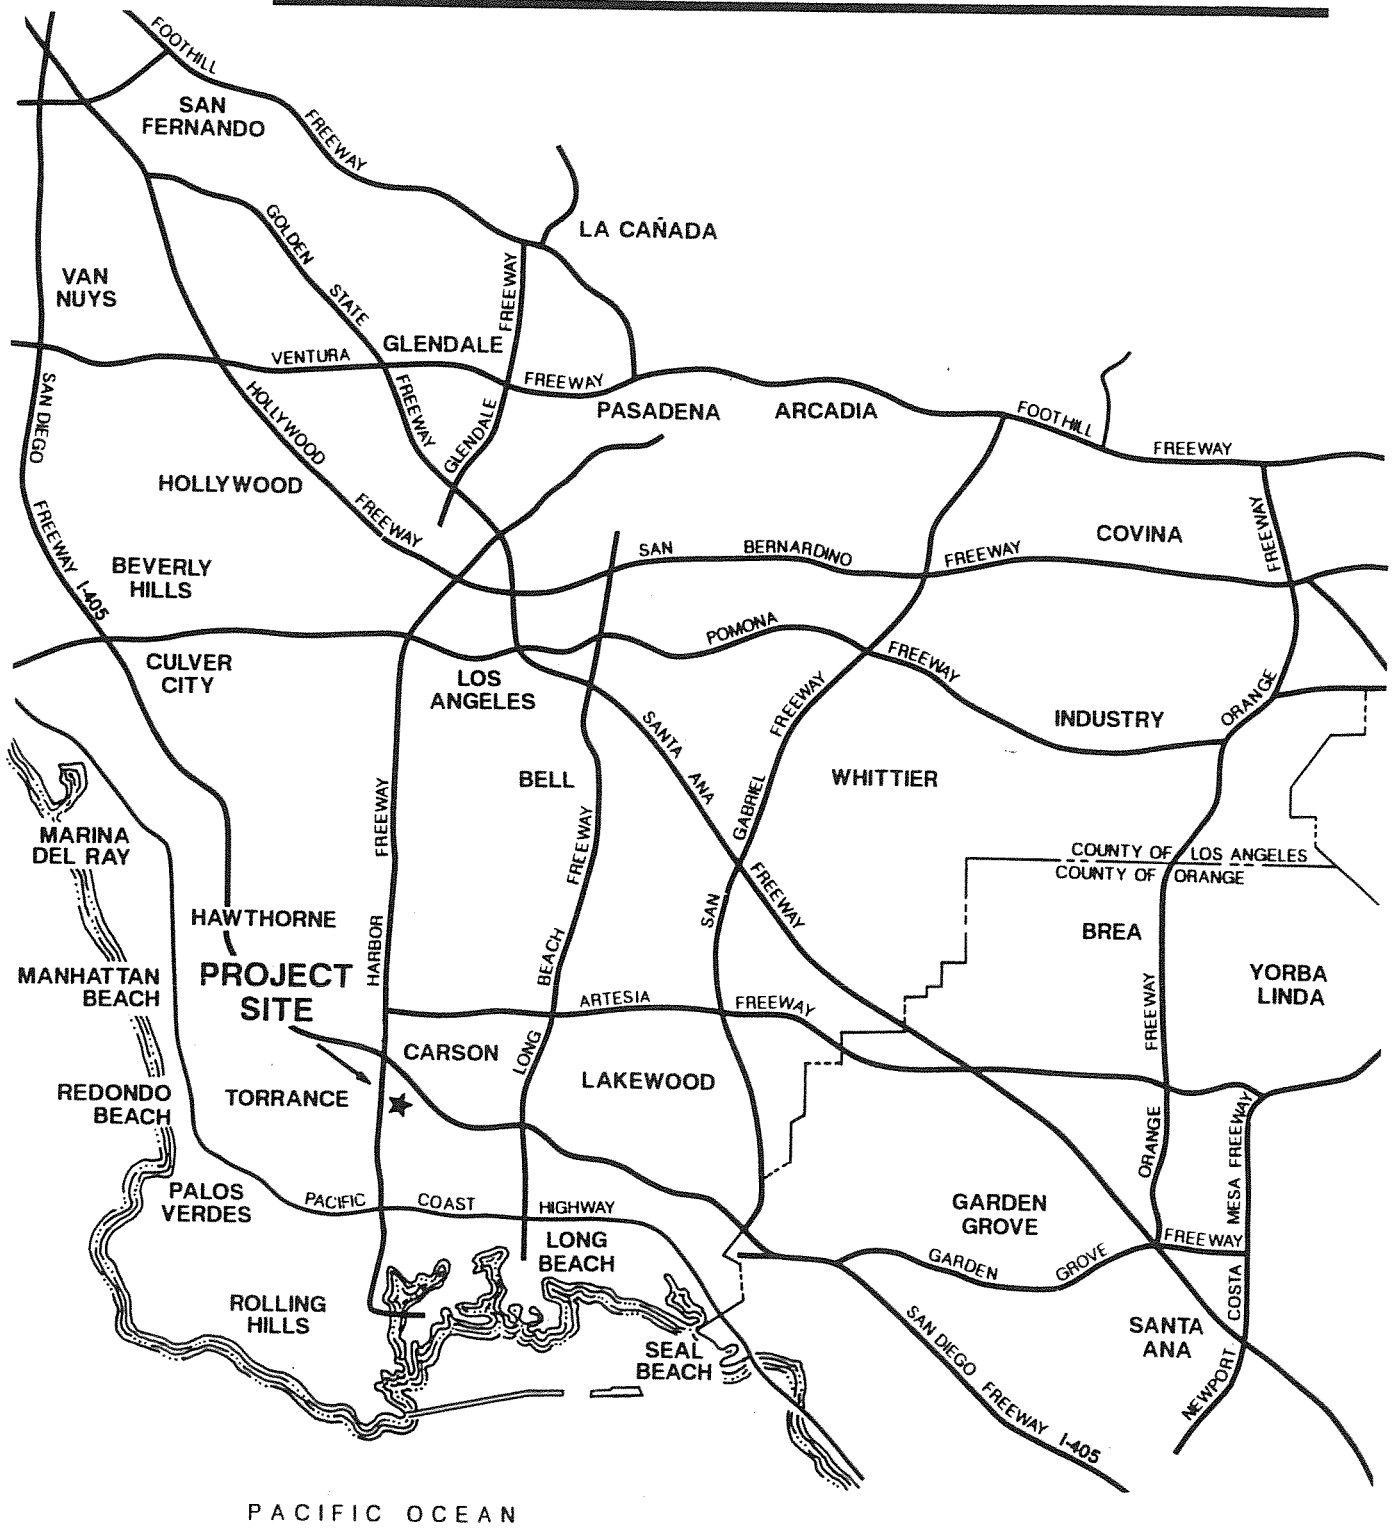 FOOTHILL
SAN
FERNANDO
FREEWAY
LA CAÑADA
GOLDEN
STATE
FREEWAY
VAN
NUYS
GLENDALE
VENTURA
FREEWAY
FREEWAY
GLENDALE
FREEWAY
PASADENA
ARCADIA
FOOTHILL
FREEWAY
SAN DIEGO
FREEWAY I-405
HOLLYWOOD
FREEWAY
HOLLYWOOD
BEVERLY
HILLS
SAN BERNARDINO FREEWAY
COVINA
FREEWAY
ORANGE
CULVER
CITY
LOS
ANGELES
POMONA
FREEWAY
SANTA ANA
FREEWAY
FREEWAY
GABRIEL
SAN
INDUSTRY
WHITTIER
BELL
FREEWAY
HARBOR
FREEWAY
BEACH
LONG
MARINA
DEL RAY
COUNTY OF LOS ANGELES
COUNTY OF ORANGE
BREA
YORBA
LINDA
HAWTHORNE
PROJECT
SITE
MANHATTAN
BEACH
ARTESIA FREEWAY
CARSON
LAKEWOOD
REDONDO
BEACH
TORRANCE
FREEWAY
ORANGE
PALOS
VERDES
PACIFIC COAST HIGHWAY
LONG
BEACH
GARDEN
GROVE
GARDEN GROVE FREEWAY
COSTA MESA FREEWAY
ROLLING
HILLS
SEAL
BEACH
SANTA
ANA
NEWPORT
SAN DIEGO FREEWAY I-405
PACIFIC OCEAN